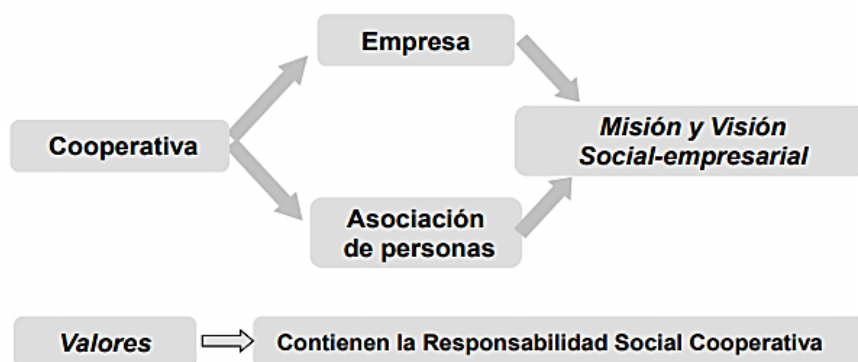 Empresa
Cooperativa
Misión y Visión
Social-empresarial
Asociación
de personas
Valores
Contienen la Responsabilidad Social Cooperativa